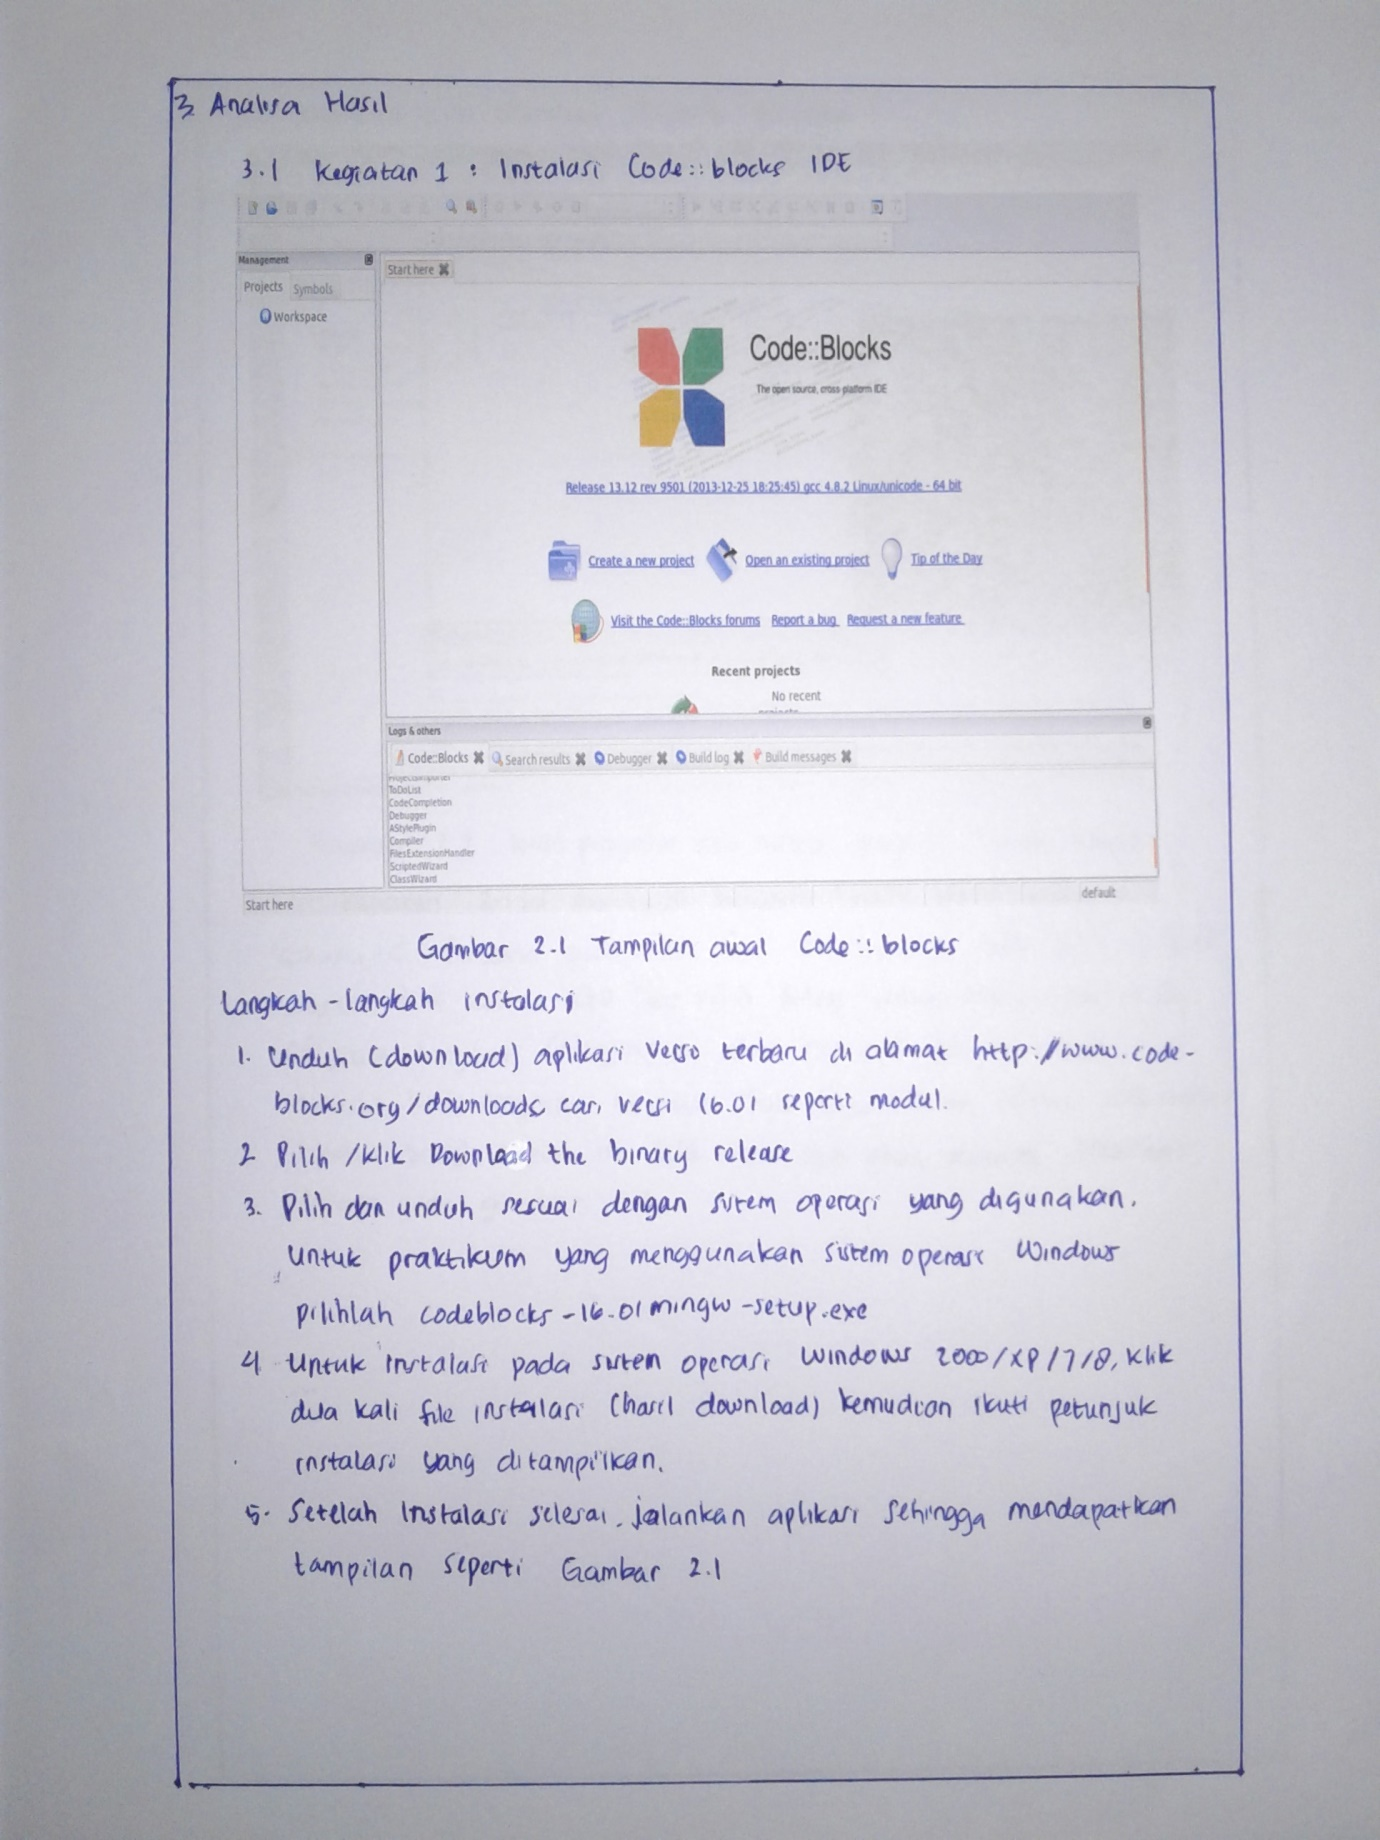 3. Analisa Hasil
3.1 Kegiatan 1 : Instalasi Code::blocks IDE
Management
Start here
Projects Symbols
Workspace
Code::Blocks
The open source, cross-platform IDE
Release 13.12 rev 9501 (2013-12-25 18:25:45) gcc 4.8.2 Linux/unicode - 64 bit
Create a new project Open an existing project Tip of the Day
Visit the Code::Blocks forums Report a bug Request a new feature
Recent projects
No recent
projects
Logs & others
Code::Blocks Search results Debugger Build log Build messages
ProjectsImporter
ToDoList
CodeCompletion
Debugger
AStylePlugin
Compiler
FilesExtensionHandler
ScriptedWizard
ClassWizard
Start here default
Gambar 2.1 Tampilan awal Code::blocks
Langkah - langkah instalasi
1. Unduh (download) aplikasi versi terbaru di alamat http://www.code-
blocks.org/downloads, cari versi 16.01 seperti modul.
2 Pilih /klik Download the binary release
3. Pilih dan unduh sesuai dengan sistem operasi yang digunakan.
Untuk praktikum yang menggunakan sistem operasi Windows
pilihlah codeblocks -16.01mingw -setup.exe
4 Untuk instalasi pada sistem operasi Windows 2000/XP/7/8, klik
dua kali file instalasi (hasil download) kemudian ikuti petunjuk
instalasi yang ditampilkan.
5. Setelah Instalasi selesai, jalankan aplikasi sehingga mendapatkan
tampilan seperti Gambar 2.1